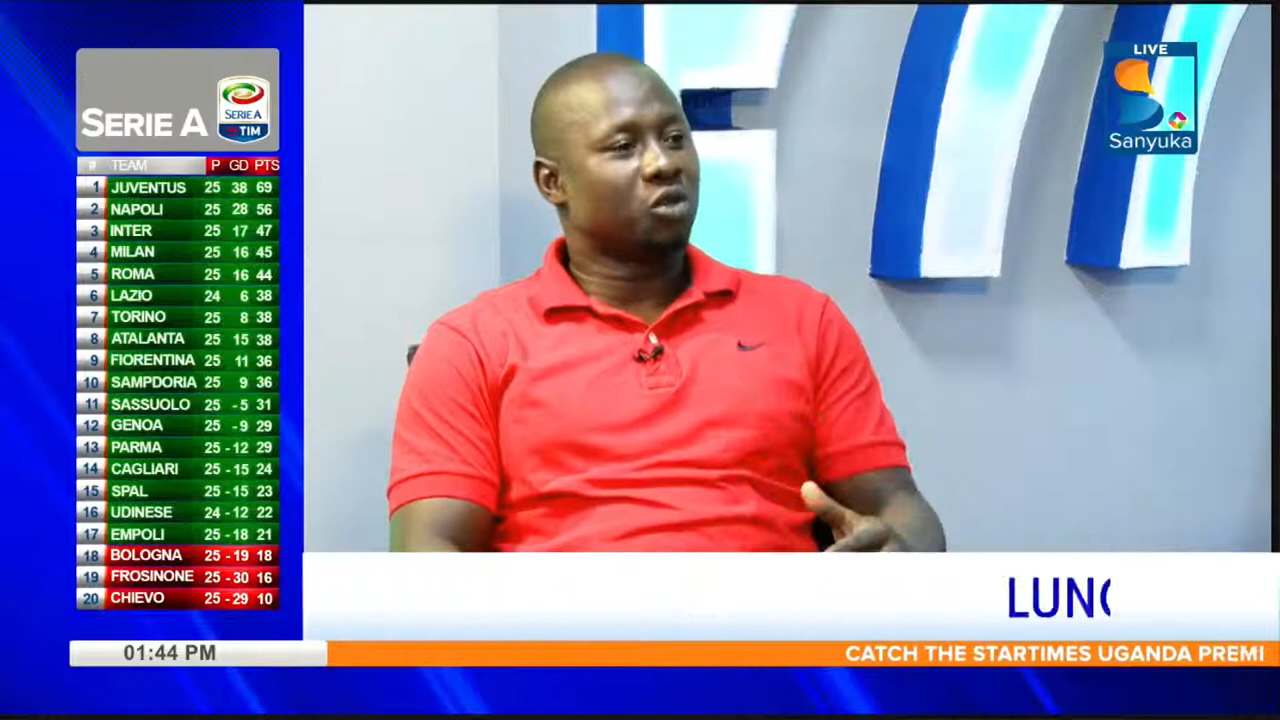 SERIE A
SERIE A
TIM
# TEAM P GD PTS
1 JUVENTUS 25 38 69
2 NAPOLI 25 28 56
3 INTER 25 17 47
4 MILAN 25 16 45
5 ROMA 25 16 44
6 LAZIO 24 6 38
7 TORINO 25 8 38
8 ATALANTA 25 15 38
9 FIORENTINA 25 11 36
10 SAMPDORIA 25 9 36
11 SASSUOLO 25 -5 31
12 GENOA 25 -9 29
13 PARMA 25 -12 29
14 CAGLIARI 25 -15 24
15 SPAL 25 -15 23
16 UDINESE 24 -12 22
17 EMPOLI 25 -18 21
18 BOLOGNA 25 -19 18
19 FROSINONE 25 -30 16
20 CHIEVO 25 -29 10
LIVE
Sanyuka
LUN
01:44 PM
CATCH THE STARTIMES UGANDA PREMI